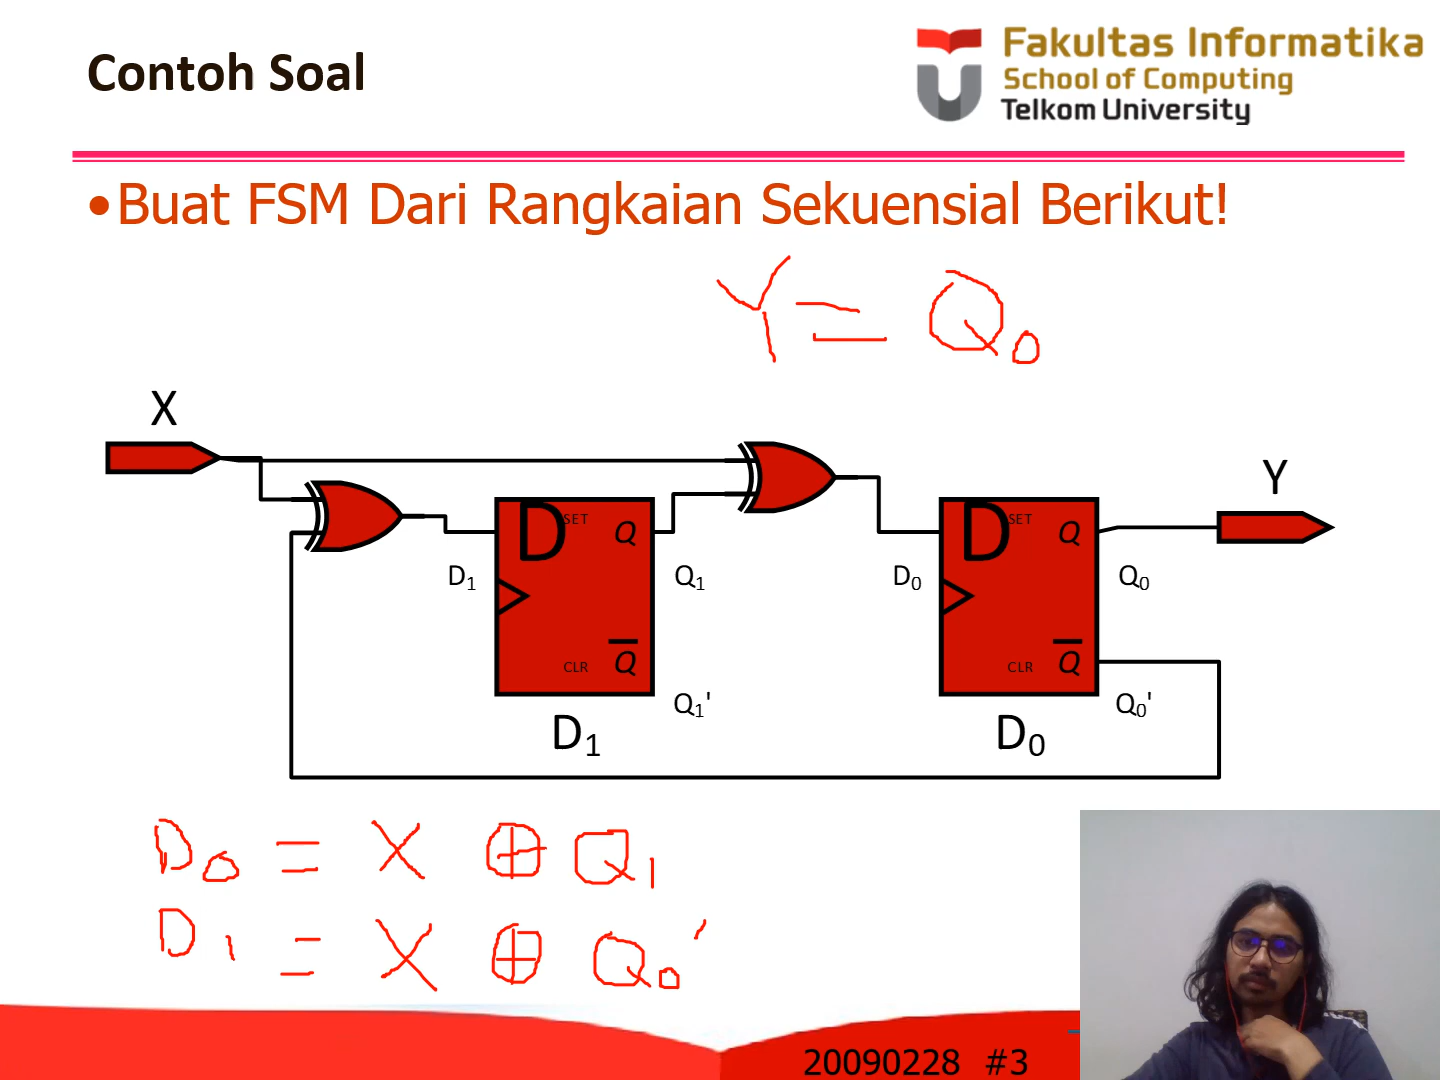 Contoh Soal
Fakultas Informatika
School of Computing
Telkom University
•Buat FSM Dari Rangkaian Sekuensial Berikut!
Y = Q₀
X
Y
D SET Q
D SET Q
D₁ Q₁ D₀ Q₀
CLR Q̅
CLR Q̅
Q₁' Q₀'
D₁ D₀
D₀ = X ⊕ Q₁
D₁ = X ⊕ Q₀'
20090228 #3